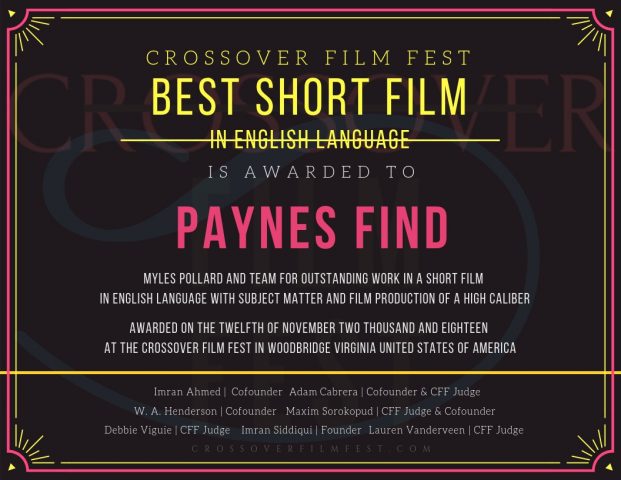 CROSSOVER FILM FEST
BEST SHORT FILM
IN ENGLISH LANGUAGE
IS AWARDED TO
PAYNES FIND
MYLES POLLARD AND TEAM FOR OUTSTANDING WORK IN A SHORT FILM
IN ENGLISH LANGUAGE WITH SUBJECT MATTER AND FILM PRODUCTION OF A HIGH CALIBER
AWARDED ON THE TWELFTH OF NOVEMBER TWO THOUSAND AND EIGHTEEN
AT THE CROSSOVER FILM FEST IN WOODBRIDGE VIRGINIA UNITED STATES OF AMERICA
Imran Ahmed | Cofounder Adam Cabrera | Cofounder & CFF Judge
W. A. Henderson | Cofounder Maxim Sorokopud | CFF Judge & Cofounder
Debbie Viguie | CFF Judge Imran Siddiqui | Founder Lauren Vanderveen | CFF Judge
CROSSOVERFILMFEST.COM
CROSSOVER
FILM
FEST